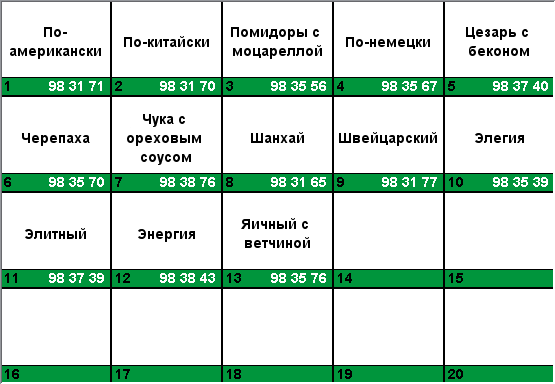 По-
американски
По-китайски
Помидоры с
моцареллой
По-немецки
Цезарь с
беконом
1 98 31 71
2 98 31 70
3 98 35 56
4 98 35 67
5 98 37 40
Черепаха
Чука с
ореховым
соусом
Шанхай
Швейцарский
Элегия
6 98 35 70
7 98 38 76
8 98 31 65
9 98 31 77
10 98 35 39
Элитный
Энергия
Яичный с
ветчиной
11 98 37 39
12 98 38 43
13 98 35 76
14
15
16
17
18
19
20